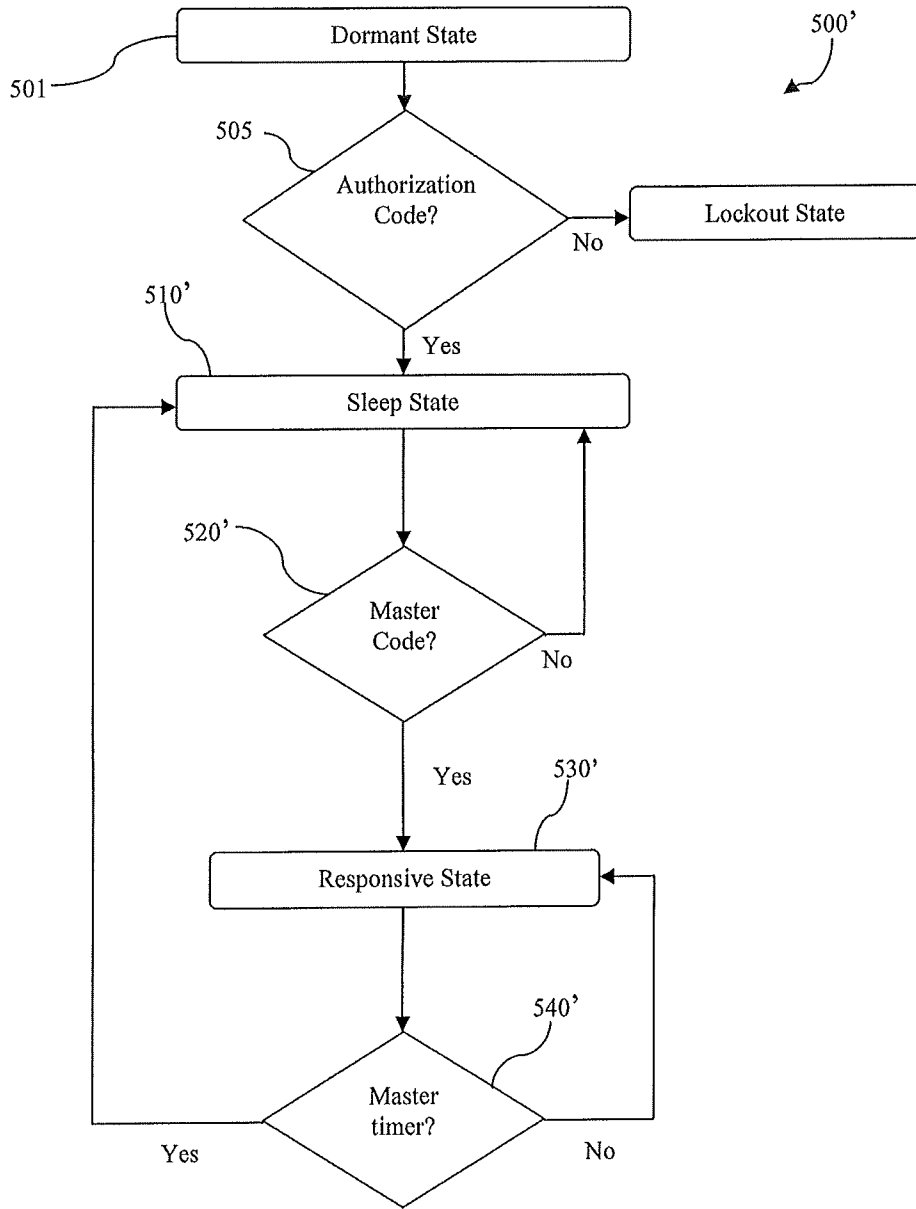 Dormant State
500’
501
505
Authorization
Code?
Lockout State
No
510’
Yes
Sleep State
520’
Master
Code?
No
Yes
530’
Responsive State
540’
Master
timer?
Yes
No